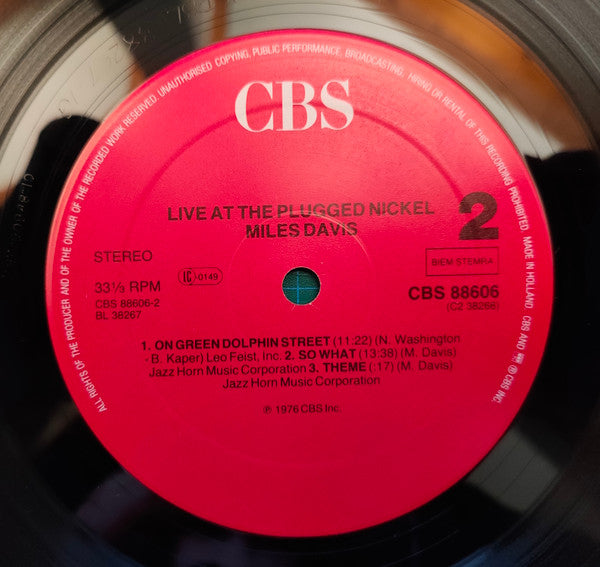 ALL RIGHTS OF THE PRODUCER AND OF THE OWNER OF THE RECORDED WORK RESERVED. UNAUTHORISED COPYING, PUBLIC PERFORMANCE, BROADCASTING, HIRING OR RENTAL OF THIS RECORDING PROHIBITED. MADE IN HOLLAND. CBS AND ARE ® CBS INC.
CBS
LIVE AT THE PLUGGED NICKEL
MILES DAVIS
2
STEREO
BIEM·STEMRA
33⅓ RPM
LC 0149
CBS 88606
CBS 88606-2
(C2 38266)
BL 38267
1. ON GREEN DOLPHIN STREET (11.22) (N. Washington
- B. Kaper) Leo Feist, Inc. 2. SO WHAT (13:38) (M. Davis)
Jazz Horn Music Corporation 3. THEME (:17) (M. Davis)
Jazz Horn Music Corporation
℗ 1976 CBS Inc.